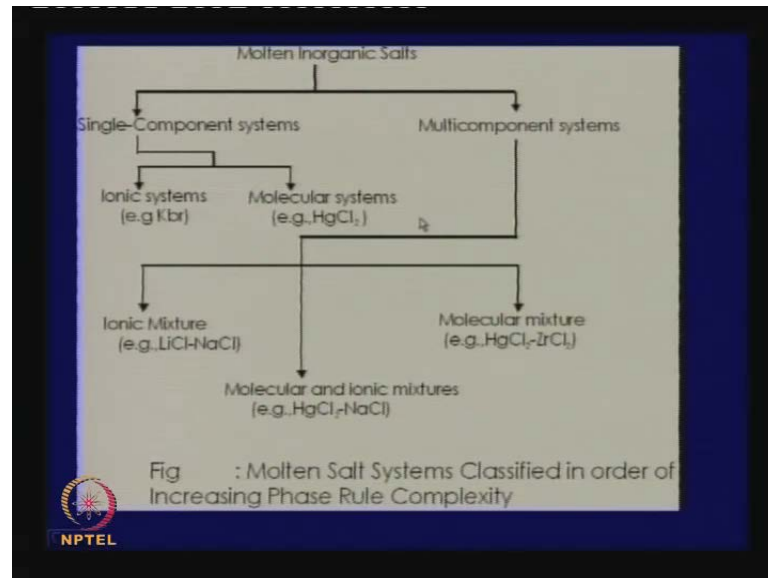 Molten Inorganic Salts
Single-Component systems
Multicomponent systems
Ionic systems
(e.g Kbr)
Molecular systems
(e.g.,HgCl₂)
Ionic Mixture
(e.g.,LiCl-NaCl)
Molecular mixture
(e.g.,HgCl₂-ZrCl₂)
Molecular and ionic mixtures
(e.g.,HgCl₂-NaCl)
Fig : Molten Salt Systems Classified in order of
Increasing Phase Rule Complexity
NPTEL